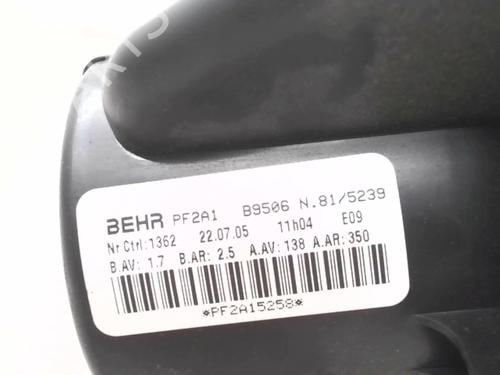 BEHR PF2A1 B9506 N.81/5239
Nr Ctrl:1362 22.07.05 11h04 E09
B.AV: 1.7 B.AR: 2.5 A.AV: 138 A.AR: 350
*PF2A15258*